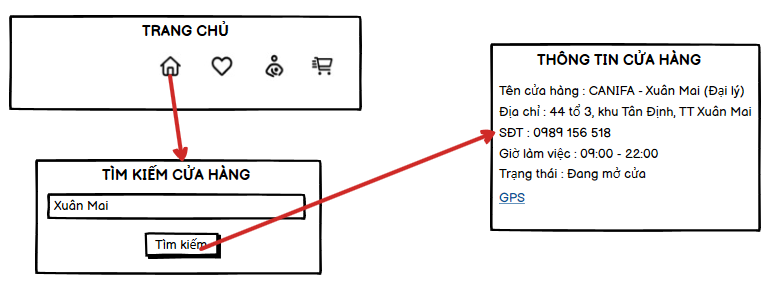 TRANG CHỦ
TÌM KIẾM CỬA HÀNG
Xuân Mai
Tìm kiếm
THÔNG TIN CỬA HÀNG
Tên cửa hàng : CANIFA - Xuân Mai (Đại lý)
Địa chỉ : 44 tổ 3, khu Tân Định, TT Xuân Mai
SĐT : 0989 156 518
Giờ làm việc : 09:00 - 22:00
Trạng thái : Đang mở cửa
GPS